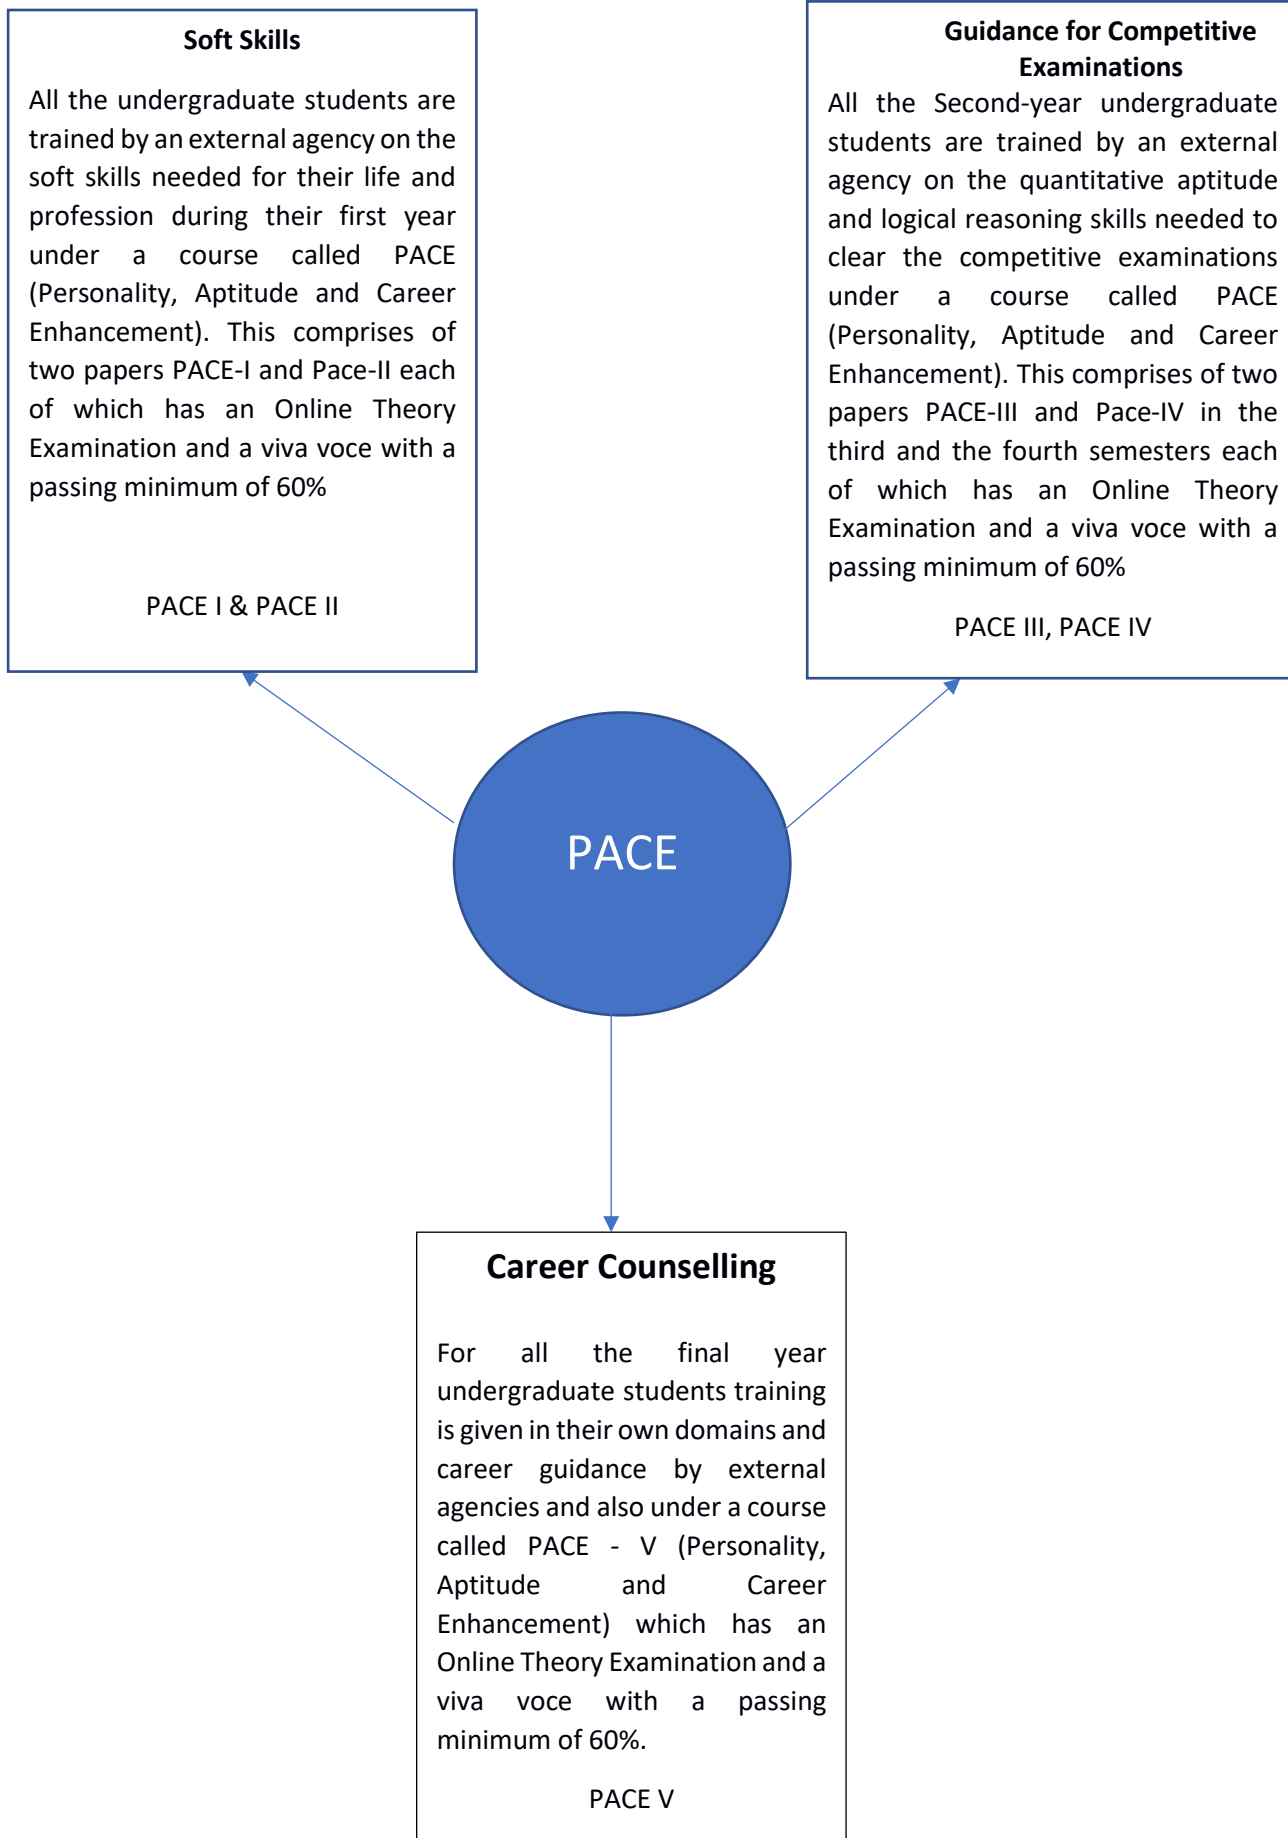 Soft Skills
All the undergraduate students are
trained by an external agency on the
soft skills needed for their life and
profession during their first year
under a course called PACE
(Personality, Aptitude and Career
Enhancement). This comprises of
two papers PACE-I and Pace-II each
of which has an Online Theory
Examination and a viva voce with a
passing minimum of 60%
PACE I & PACE II
Guidance for Competitive
Examinations
All the Second-year undergraduate
students are trained by an external
agency on the quantitative aptitude
and logical reasoning skills needed to
clear the competitive examinations
under a course called PACE
(Personality, Aptitude and Career
Enhancement). This comprises of two
papers PACE-III and Pace-IV in the
third and the fourth semesters each
of which has an Online Theory
Examination and a viva voce with a
passing minimum of 60%
PACE III, PACE IV
PACE
Career Counselling
For all the final year
undergraduate students training
is given in their own domains and
career guidance by external
agencies and also under a course
called PACE - V (Personality,
Aptitude and Career
Enhancement) which has an
Online Theory Examination and a
viva voce with a passing
minimum of 60%.
PACE V